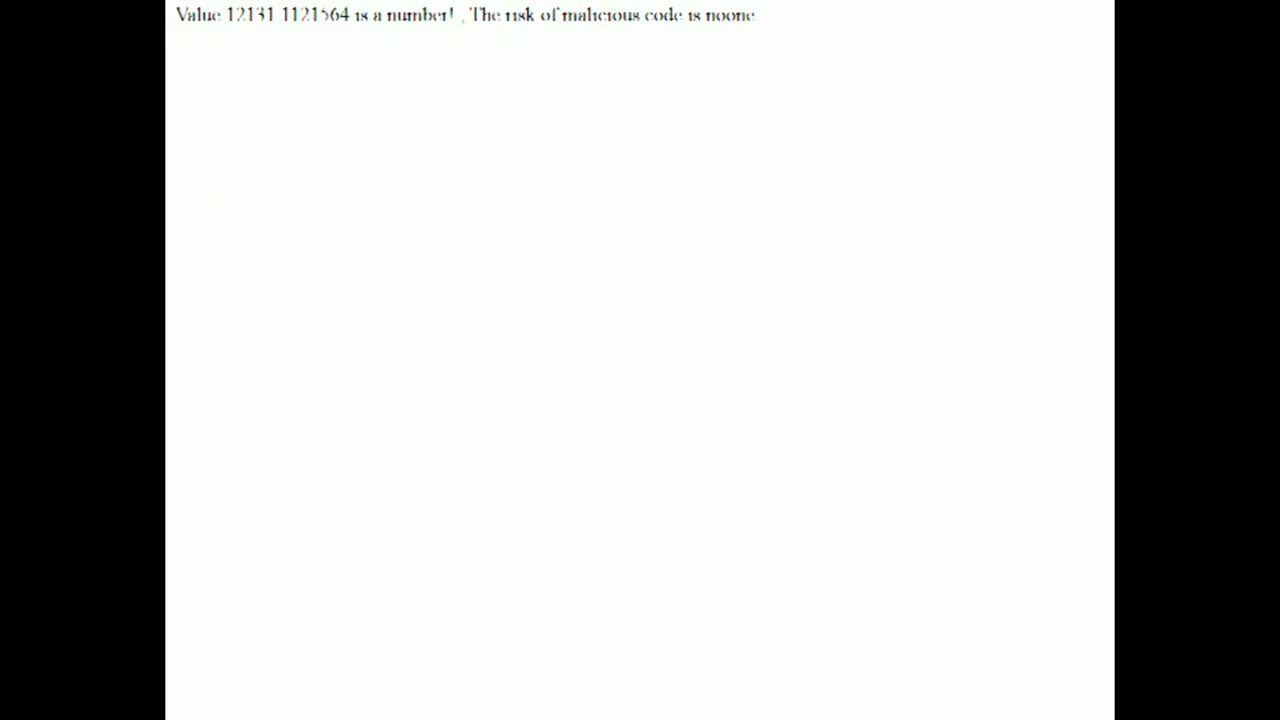 Value 12131 1121564 is a number! , The risk of malicious code is noone